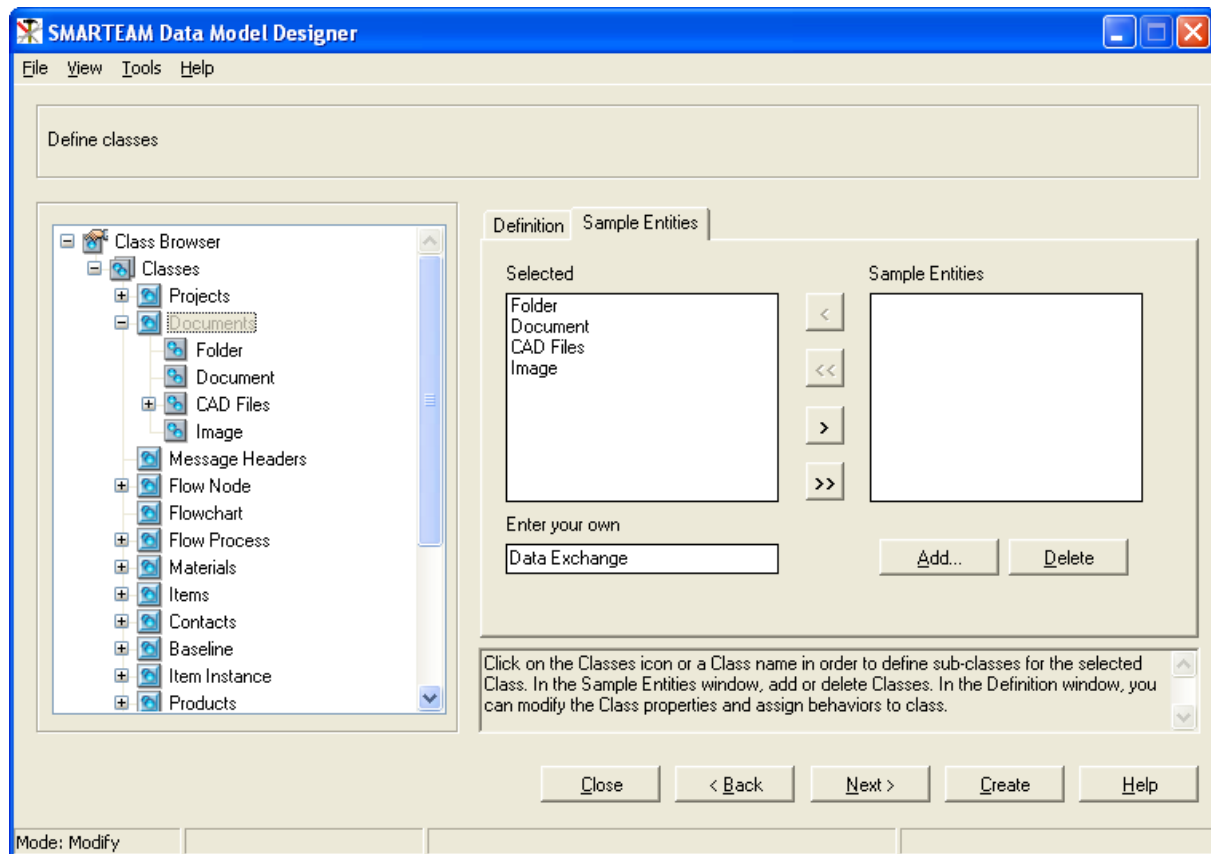 SMARTEAM Data Model Designer
File View Tools Help
Define classes
Class Browser
Classes
Projects
Documents
Folder
Document
CAD Files
Image
Message Headers
Flow Node
Flowchart
Flow Process
Materials
Items
Contacts
Baseline
Item Instance
Products
Definition Sample Entities
Selected Sample Entities
Folder
Document
CAD Files
Image
<
<<
>
>>
Enter your own
Data Exchange
Add... Delete
Click on the Classes icon or a Class name in order to define sub-classes for the selected
Class. In the Sample Entities window, add or delete Classes. In the Definition window, you
can modify the Class properties and assign behaviors to class.
Close < Back Next > Create Help
Mode: Modify